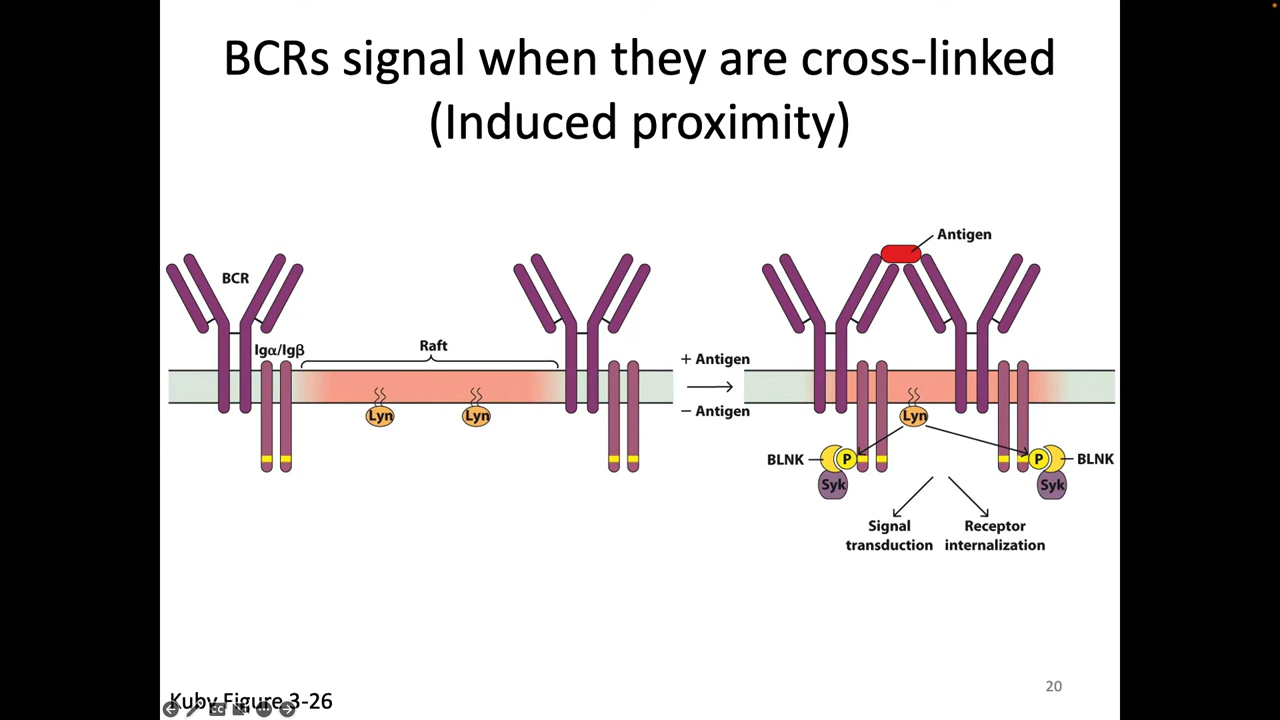 BCRs signal when they are cross-linked
(Induced proximity)
BCR
Igα/Igβ
Raft
Lyn
Lyn
+ Antigen
− Antigen
Antigen
Lyn
BLNK
P
Syk
P
BLNK
Syk
Signal
transduction
Receptor
internalization
Kuby Figure 3-26
CC
20